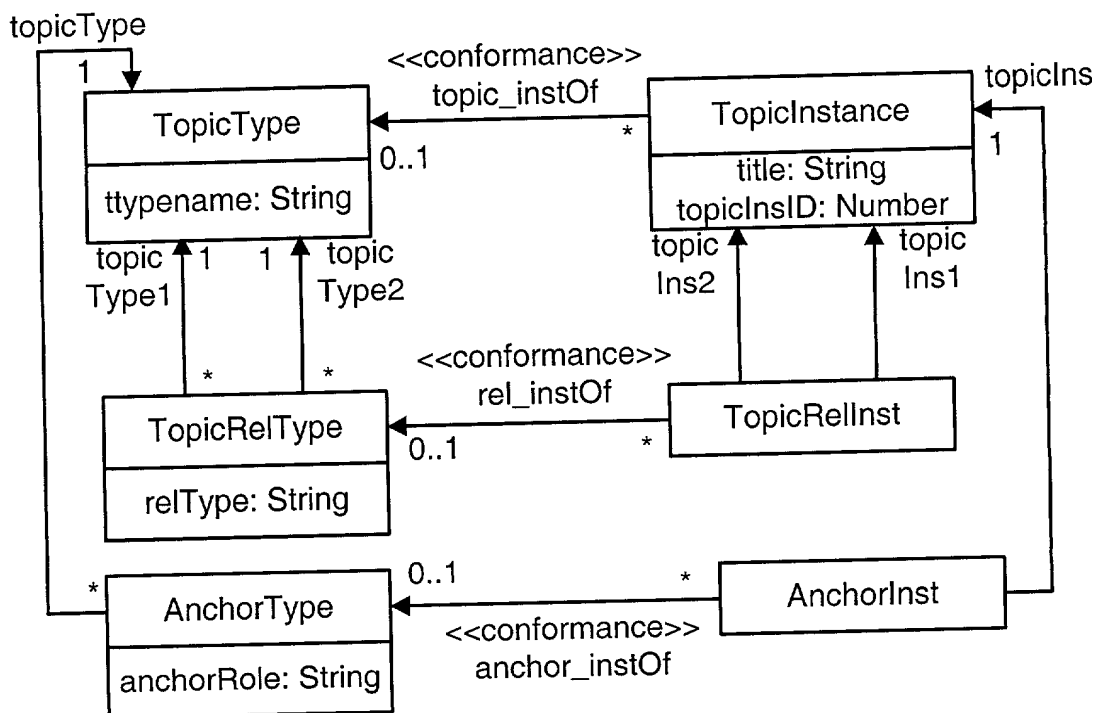 topicType
1
<<conformance>>
topic_instOf
topicIns
TopicType
TopicInstance
*
0..1
1
ttypename: String
title: String
topicInsID: Number
topic
Type1
1
1
topic
Type2
topic
Ins2
topic
Ins1
*
*
<<conformance>>
rel_instOf
TopicRelType
TopicRelInst
0..1
*
relType: String
*
0..1
*
AnchorType
AnchorInst
<<conformance>>
anchor_instOf
anchorRole: String